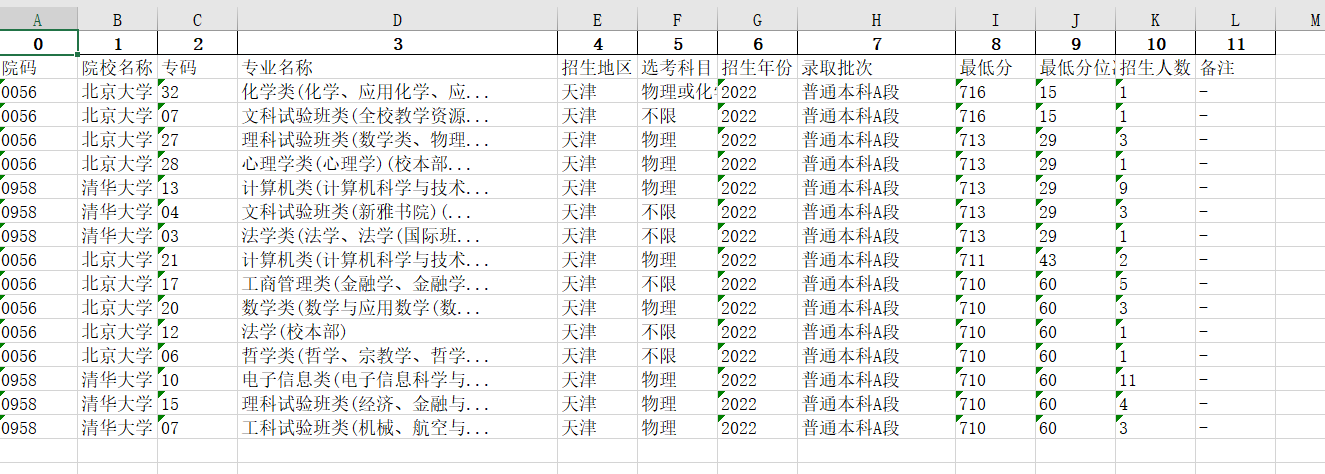 A B C D E F G H I J K L M
0 1 2 3 4 5 6 7 8 9 10 11
院码 院校名称 专码 专业名称 招生地区 选考科目 招生年份 录取批次 最低分 最低分位 招生人数 备注
0056 北京大学 32 化学类(化学、应用化学、应... 天津 物理或化 2022 普通本科A段 716 15 1 -
0056 北京大学 07 文科试验班类(全校教学资源... 天津 不限 2022 普通本科A段 716 15 1 -
0056 北京大学 27 理科试验班类(数学类、物理... 天津 物理 2022 普通本科A段 713 29 3 -
0056 北京大学 28 心理学类(心理学)(校本部... 天津 物理 2022 普通本科A段 713 29 1 -
0958 清华大学 13 计算机类(计算机科学与技术... 天津 物理 2022 普通本科A段 713 29 9 -
0958 清华大学 04 文科试验班类(新雅书院)(... 天津 不限 2022 普通本科A段 713 29 3 -
0958 清华大学 03 法学类(法学、法学(国际班... 天津 不限 2022 普通本科A段 713 29 1 -
0056 北京大学 21 计算机类(计算机科学与技术... 天津 物理 2022 普通本科A段 711 43 2 -
0056 北京大学 17 工商管理类(金融学、金融学... 天津 不限 2022 普通本科A段 710 60 5 -
0056 北京大学 20 数学类(数学与应用数学(数... 天津 物理 2022 普通本科A段 710 60 3 -
0056 北京大学 12 法学(校本部) 天津 不限 2022 普通本科A段 710 60 1 -
0056 北京大学 06 哲学类(哲学、宗教学、哲学... 天津 不限 2022 普通本科A段 710 60 1 -
0958 清华大学 10 电子信息类(电子信息科学与... 天津 物理 2022 普通本科A段 710 60 11 -
0958 清华大学 15 理科试验班类(经济、金融与... 天津 物理 2022 普通本科A段 710 60 4 -
0958 清华大学 07 工科试验班类(机械、航空与... 天津 物理 2022 普通本科A段 710 60 3 -